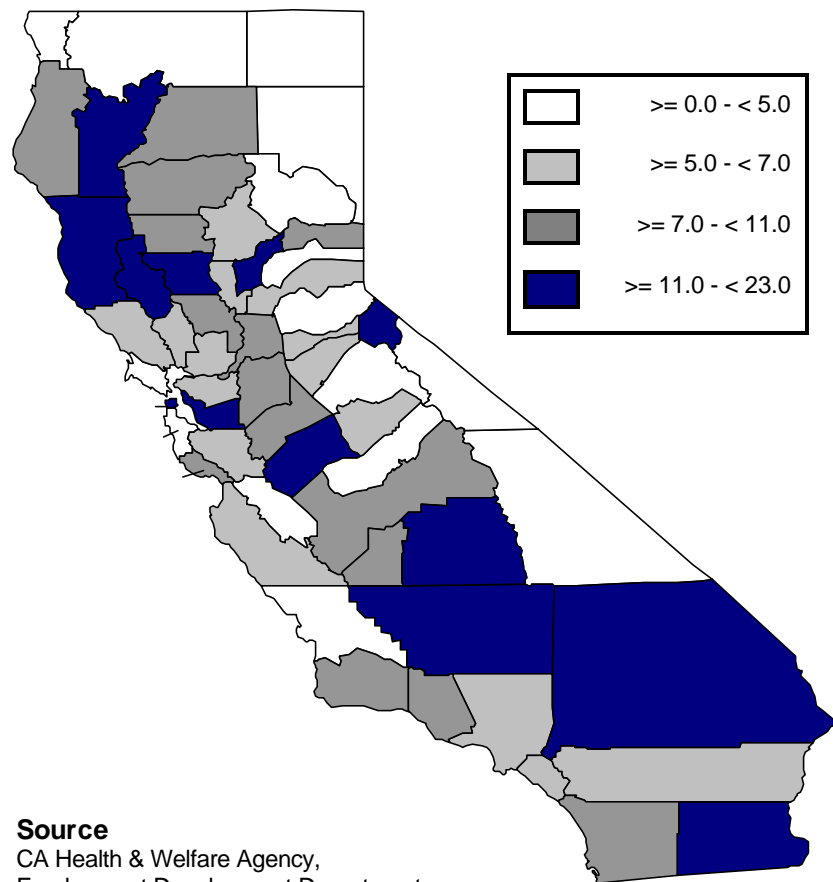 >= 0.0 - < 5.0
>= 5.0 - < 7.0
>= 7.0 - < 11.0
>= 11.0 - < 23.0
Source
CA Health & Welfare Agency,